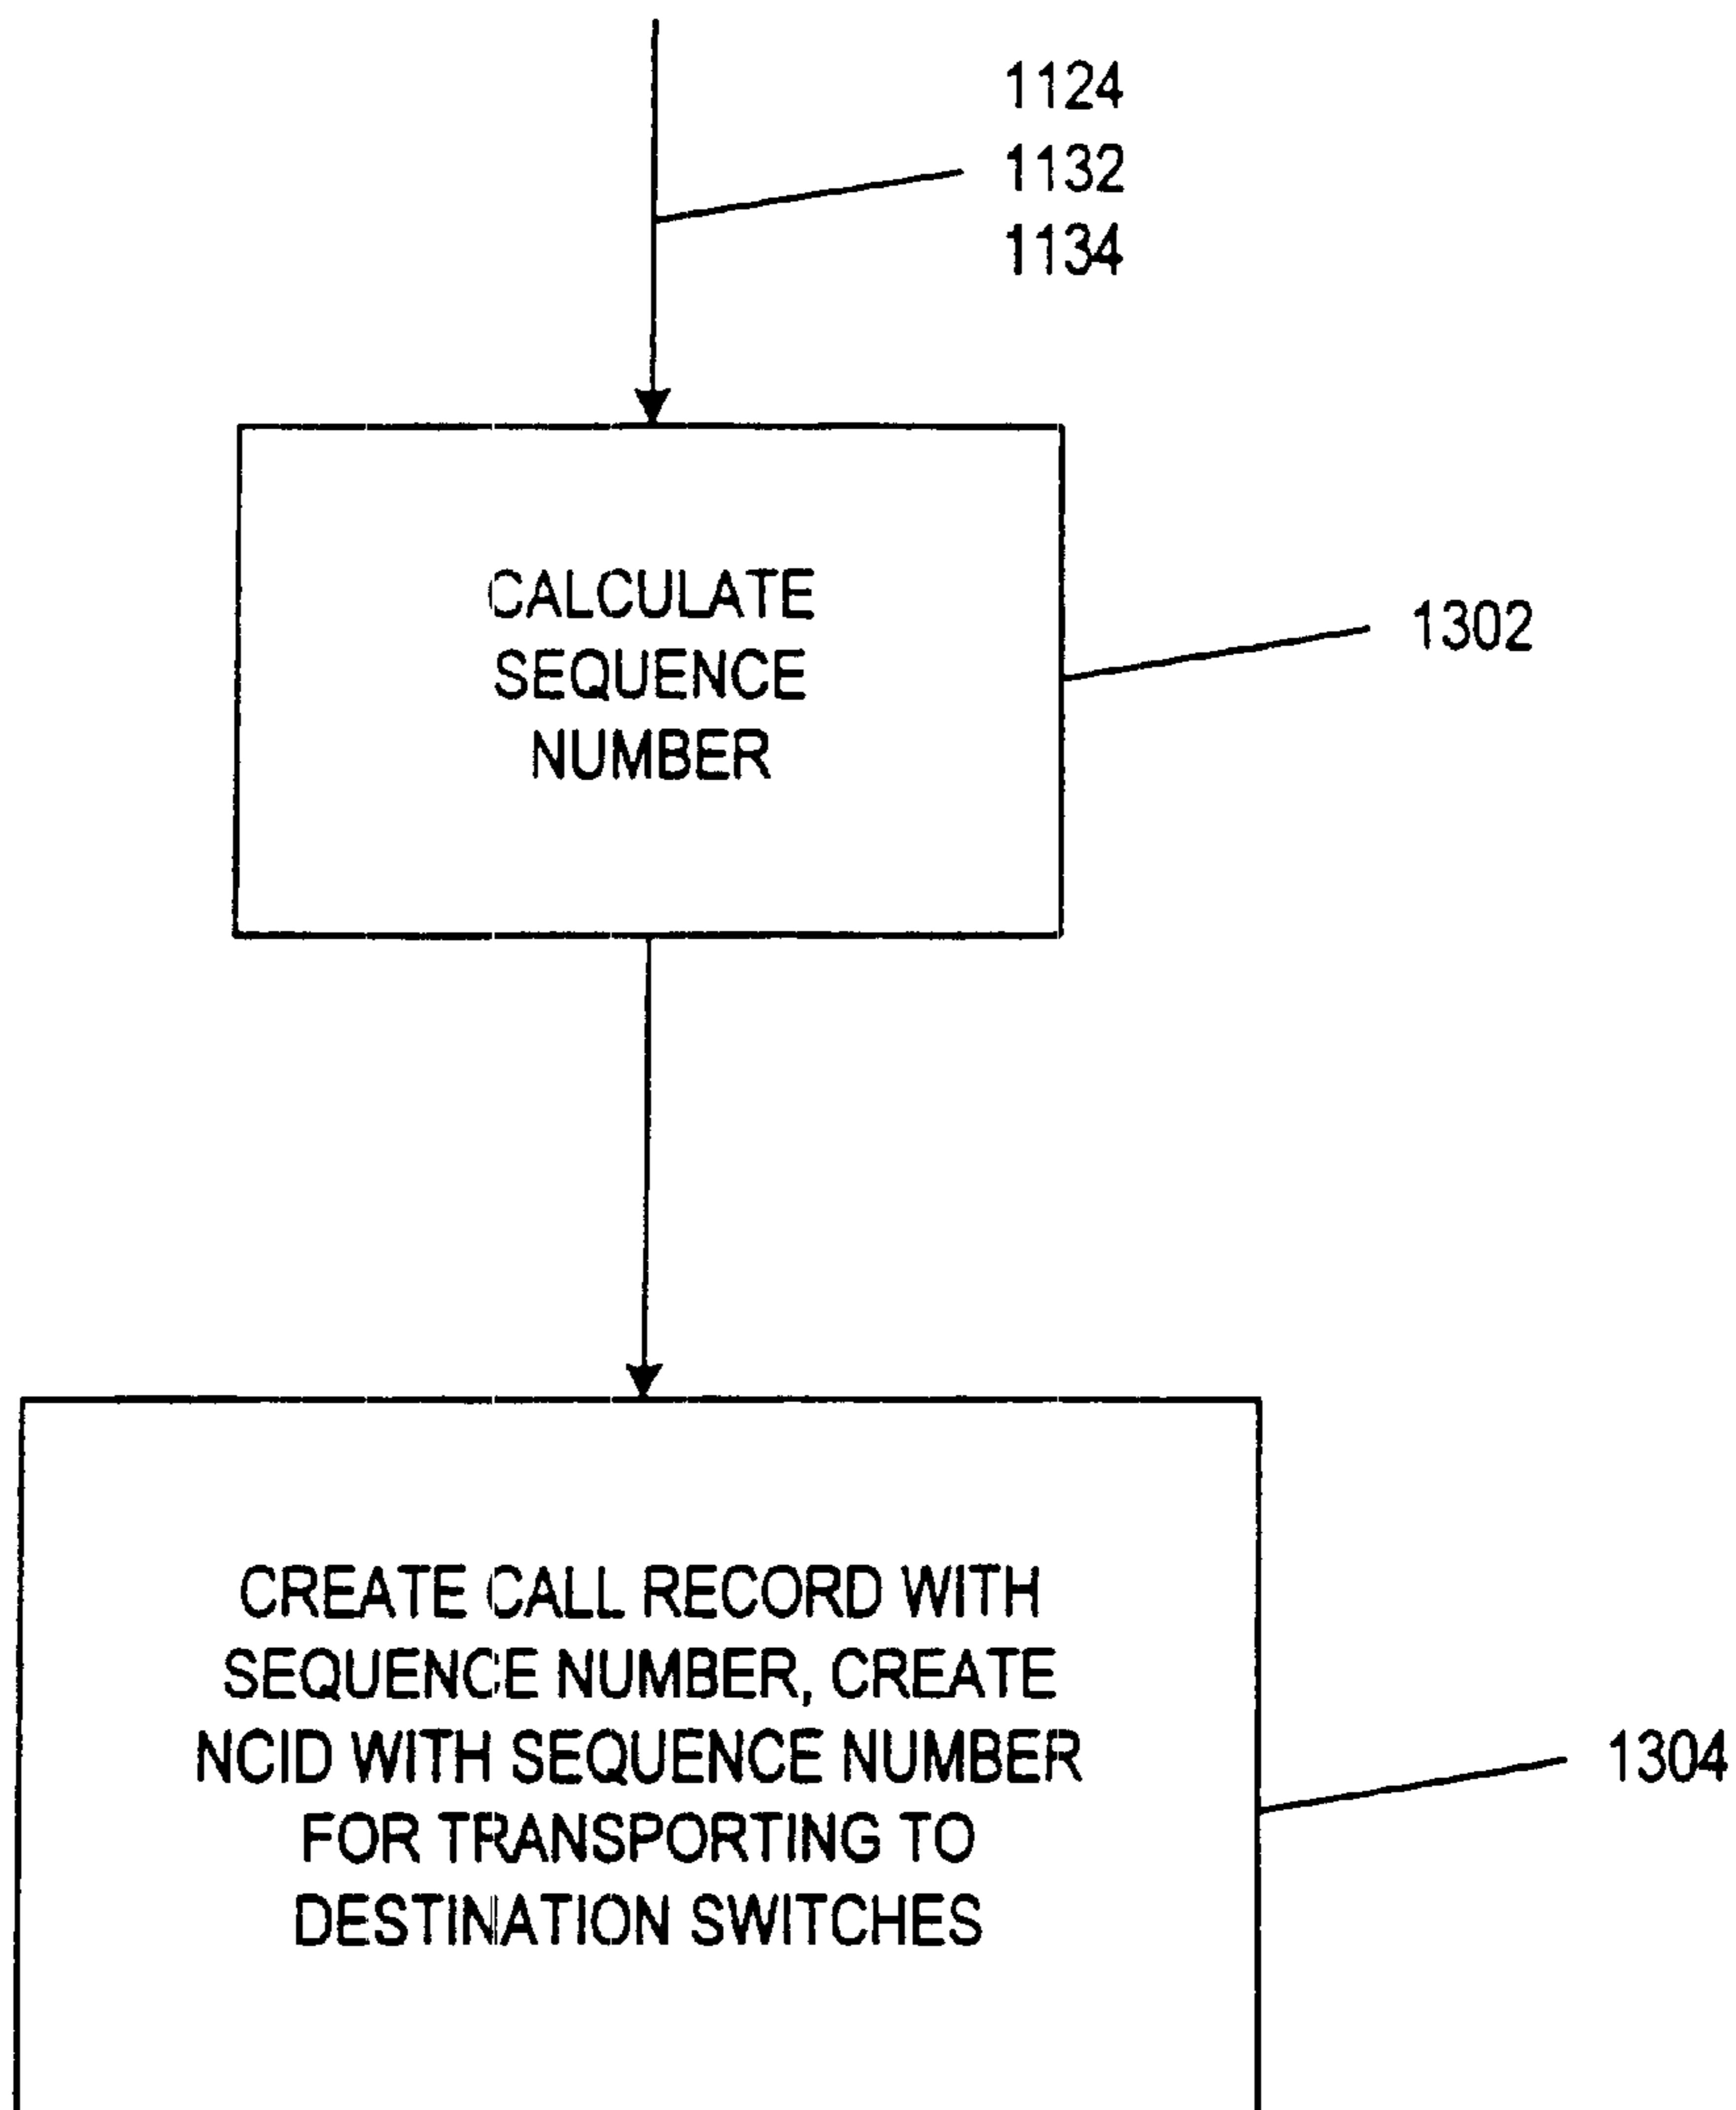 1124
1132
1134
CALCULATE
SEQUENCE
NUMBER
1302
CREATE CALL RECORD WITH
SEQUENCE NUMBER, CREATE
NCID WITH SEQUENCE NUMBER
FOR TRANSPORTING TO
DESTINATION SWITCHES
1304